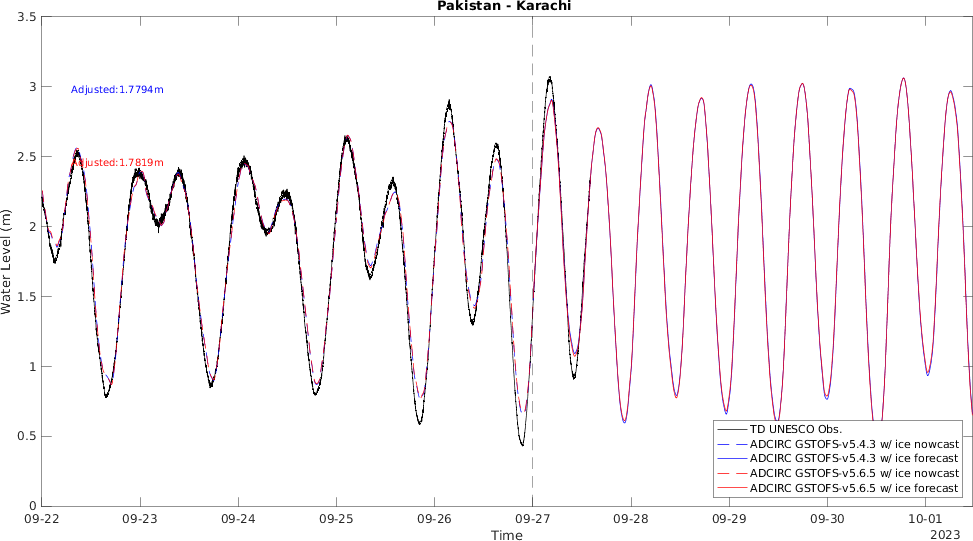 Pakistan - Karachi
3.5
3
2.5
2
1.5
1
0.5
0
Water Level (m)
Adjusted:1.7794m
Adjusted:1.7819m
TD UNESCO Obs.
ADCIRC GSTOFS-v5.4.3 w/ ice nowcast
ADCIRC GSTOFS-v5.4.3 w/ ice forecast
ADCIRC GSTOFS-v5.6.5 w/ ice nowcast
ADCIRC GSTOFS-v5.6.5 w/ ice forecast
09-22 09-23 09-24 09-25 09-26 09-27 09-28 09-29 09-30 10-01
Time
2023